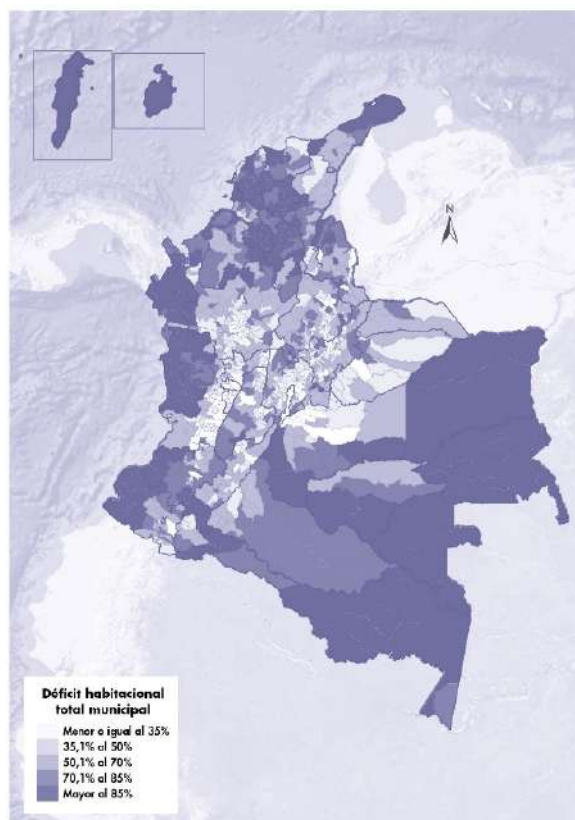 N
Déficit habitacional
total municipal
Menor o igual al 35%
35,1% al 50%
50,1% al 70%
70,1% al 85%
Mayor al 85%